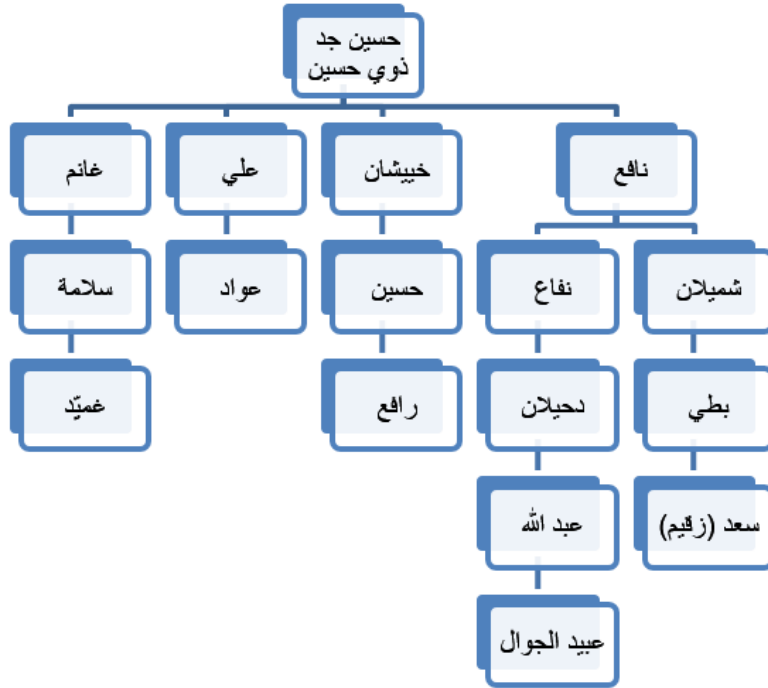 حسين جد
ذوي حسين
نافع
خييشان
علي
غانم
شميلان
نفاع
حسين
عواد
سلامة
بطي
دحيلان
رافع
غميّد
سعد (زقيم)
عبد الله
عبيد الجوال